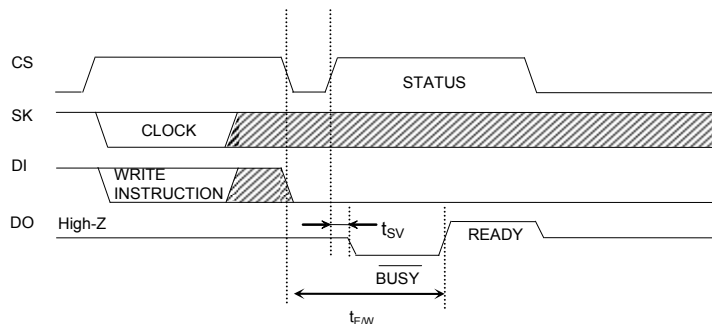 CS
STATUS
SK
CLOCK
DI
WRITE
INSTRUCTION
DO
High-Z
tSV
READY
BUSY
tE/W